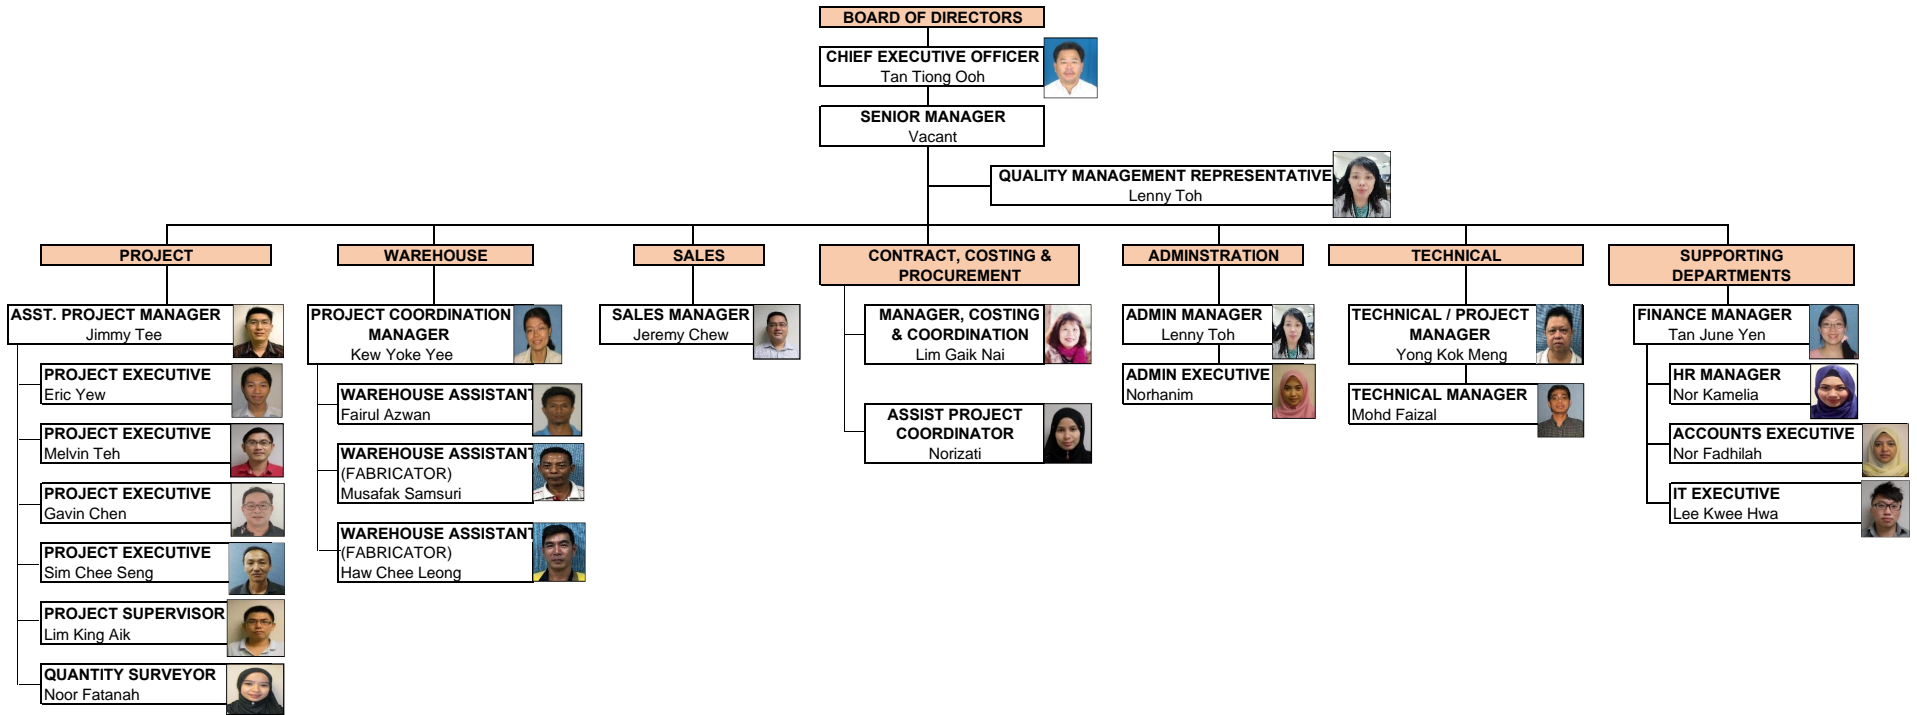 BOARD OF DIRECTORS
CHIEF EXECUTIVE OFFICER
Tan Tiong Ooh
SENIOR MANAGER
Vacant
QUALITY MANAGEMENT REPRESENTATIVE
Lenny Toh
PROJECT
ASST. PROJECT MANAGER
Jimmy Tee
PROJECT EXECUTIVE
Eric Yew
PROJECT EXECUTIVE
Melvin Teh
PROJECT EXECUTIVE
Gavin Chen
PROJECT EXECUTIVE
Sim Chee Seng
PROJECT SUPERVISOR
Lim King Aik
QUANTITY SURVEYOR
Noor Fatanah
WAREHOUSE
PROJECT COORDINATION
MANAGER
Kew Yoke Yee
WAREHOUSE ASSISTANT
Fairul Azwan
WAREHOUSE ASSISTANT
(FABRICATOR)
Musafak Samsuri
WAREHOUSE ASSISTANT
(FABRICATOR)
Haw Chee Leong
SALES
SALES MANAGER
Jeremy Chew
CONTRACT, COSTING &
PROCUREMENT
MANAGER, COSTING
& COORDINATION
Lim Gaik Nai
ASSIST PROJECT
COORDINATOR
Norizati
ADMINSTRATION
ADMIN MANAGER
Lenny Toh
ADMIN EXECUTIVE
Norhanim
TECHNICAL
TECHNICAL / PROJECT
MANAGER
Yong Kok Meng
TECHNICAL MANAGER
Mohd Faizal
SUPPORTING
DEPARTMENTS
FINANCE MANAGER
Tan June Yen
HR MANAGER
Nor Kamelia
ACCOUNTS EXECUTIVE
Nor Fadhilah
IT EXECUTIVE
Lee Kwee Hwa